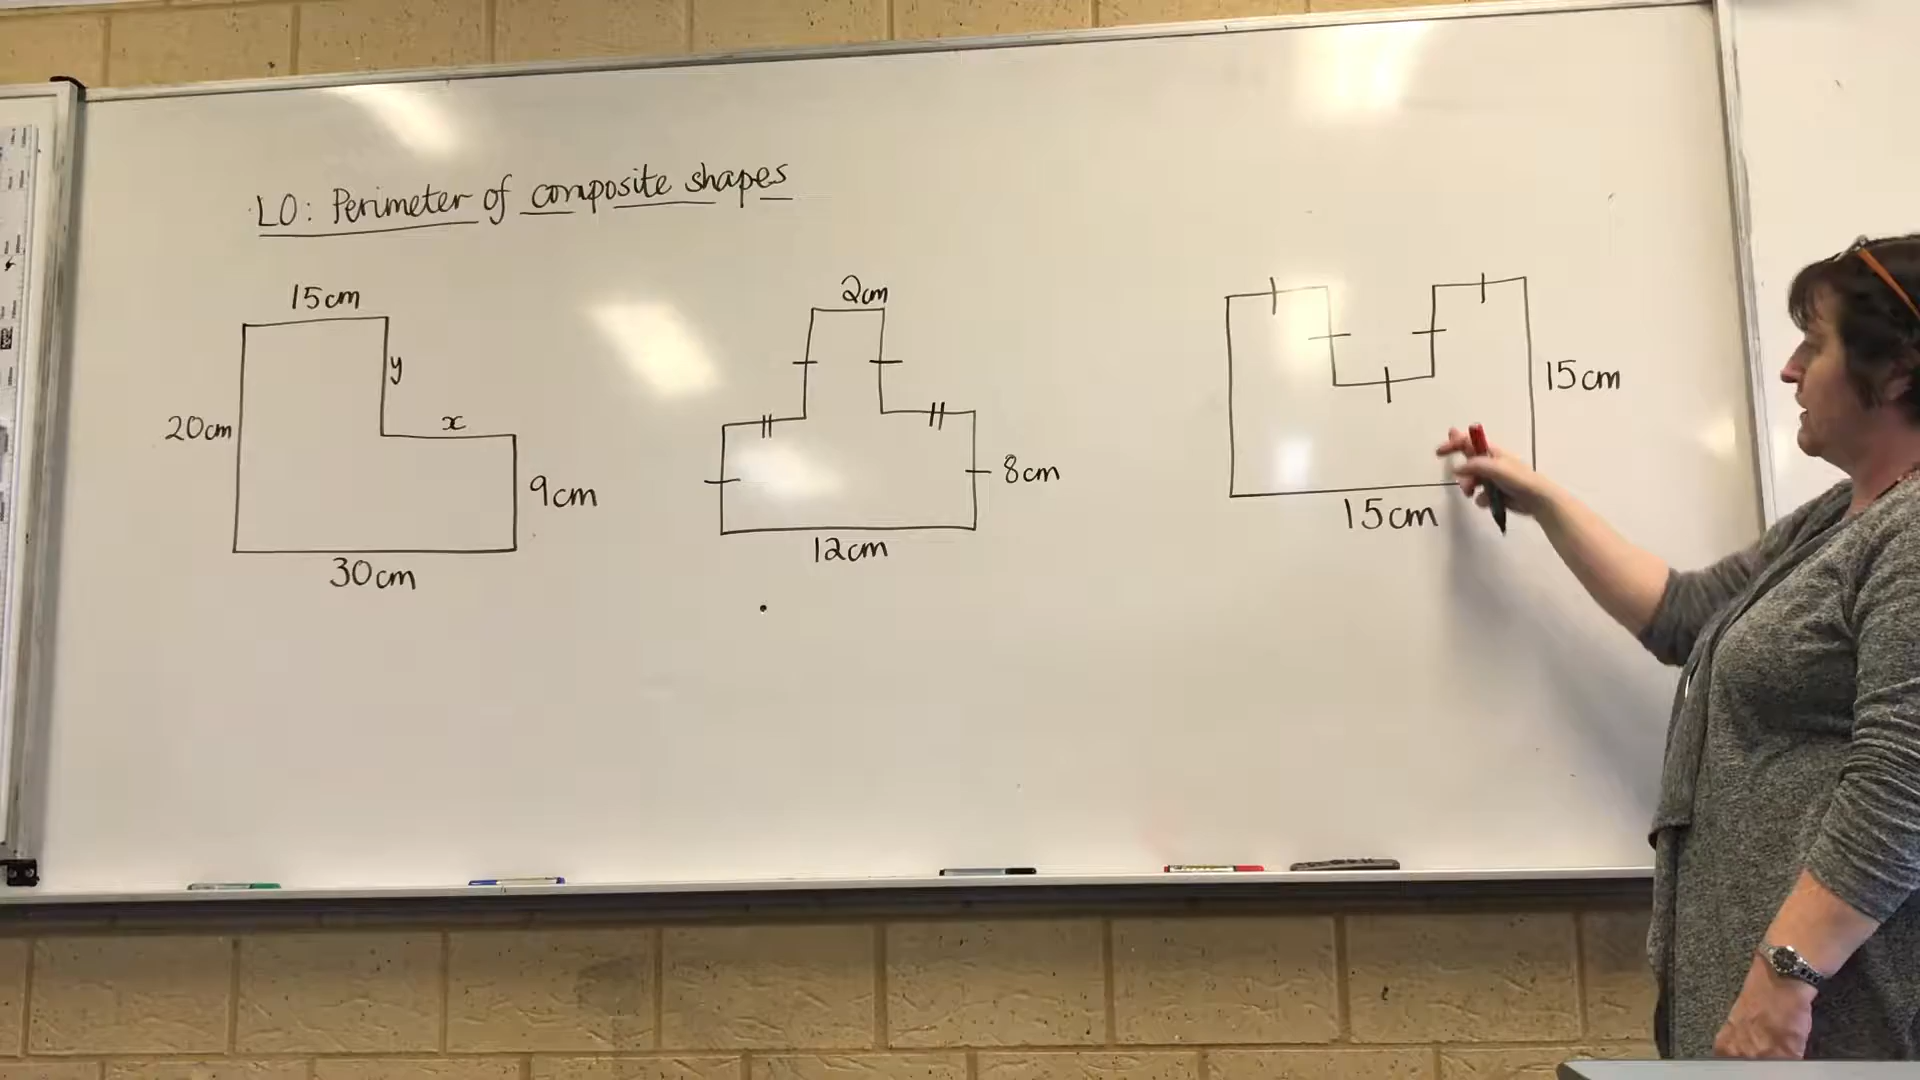 LO: Perimeter of composite shapes
15cm
y
x
20cm
9cm
30cm
2cm
8cm
12cm
15cm
15cm